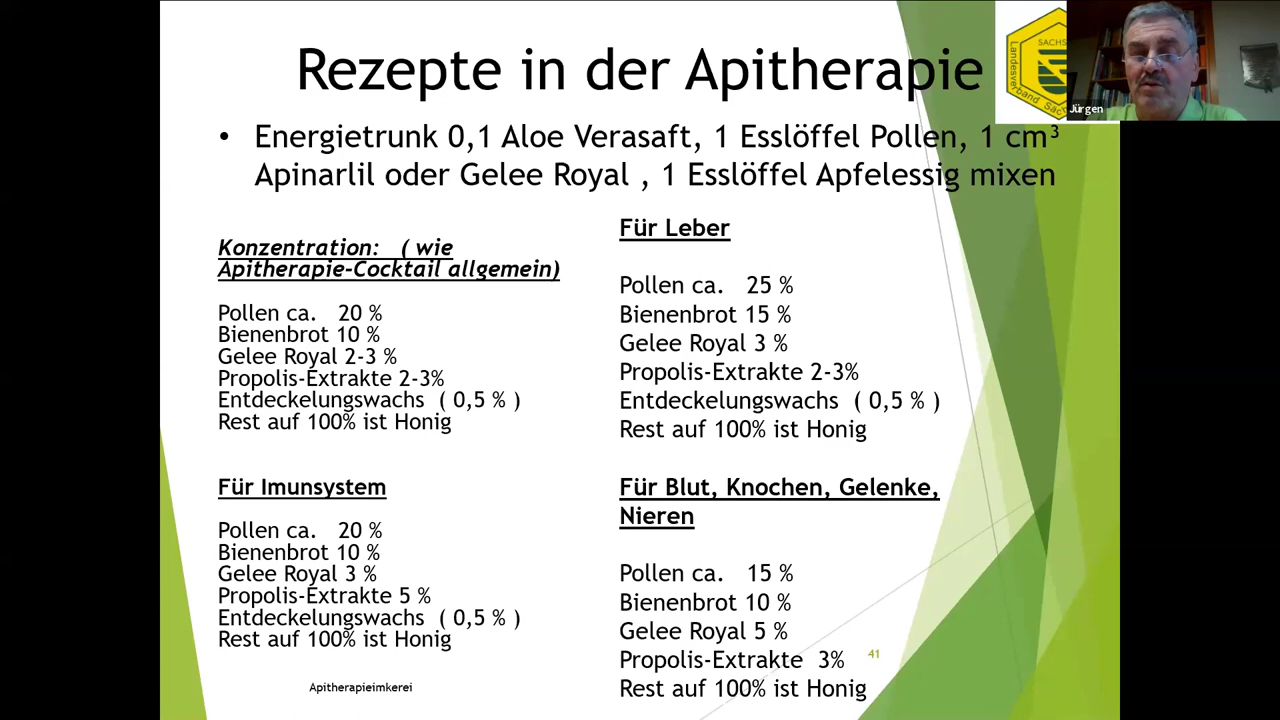 Rezepte in der Apitherapie
SACHS
Landesverband Säc
Jürgen
• Energietrunk 0,1 Aloe Verasaft, 1 Esslöffel Pollen, 1 cm³
Apinarlil oder Gelee Royal , 1 Esslöffel Apfelessig mixen
Konzentration: ( wie
Apitherapie-Cocktail allgemein)
Pollen ca. 20 %
Bienenbrot 10 %
Gelee Royal 2-3 %
Propolis-Extrakte 2-3%
Entdeckelungswachs ( 0,5 % )
Rest auf 100% ist Honig
Für Imunsystem
Pollen ca. 20 %
Bienenbrot 10 %
Gelee Royal 3 %
Propolis-Extrakte 5 %
Entdeckelungswachs ( 0,5 % )
Rest auf 100% ist Honig
Für Leber
Pollen ca. 25 %
Bienenbrot 15 %
Gelee Royal 3 %
Propolis-Extrakte 2-3%
Entdeckelungswachs ( 0,5 % )
Rest auf 100% ist Honig
Für Blut, Knochen, Gelenke,
Nieren
Pollen ca. 15 %
Bienenbrot 10 %
Gelee Royal 5 %
Propolis-Extrakte 3%
Rest auf 100% ist Honig
41
Apitherapieimkerei